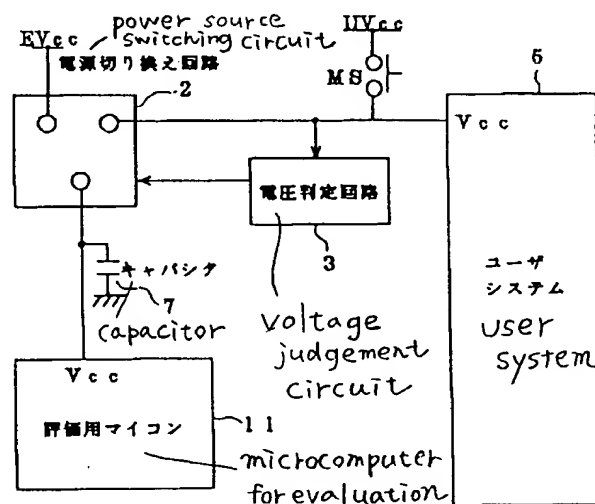 power source
switching circuit
EVcc
電源切り換え回路
2
UVcc
MS
5
Vcc
電圧判定回路
3
キャパシタ
7
capacitor
voltage
judgement
circuit
ユーザ
システム
user
system
Vcc
評価用マイコン
11
microcomputer
for evaluation